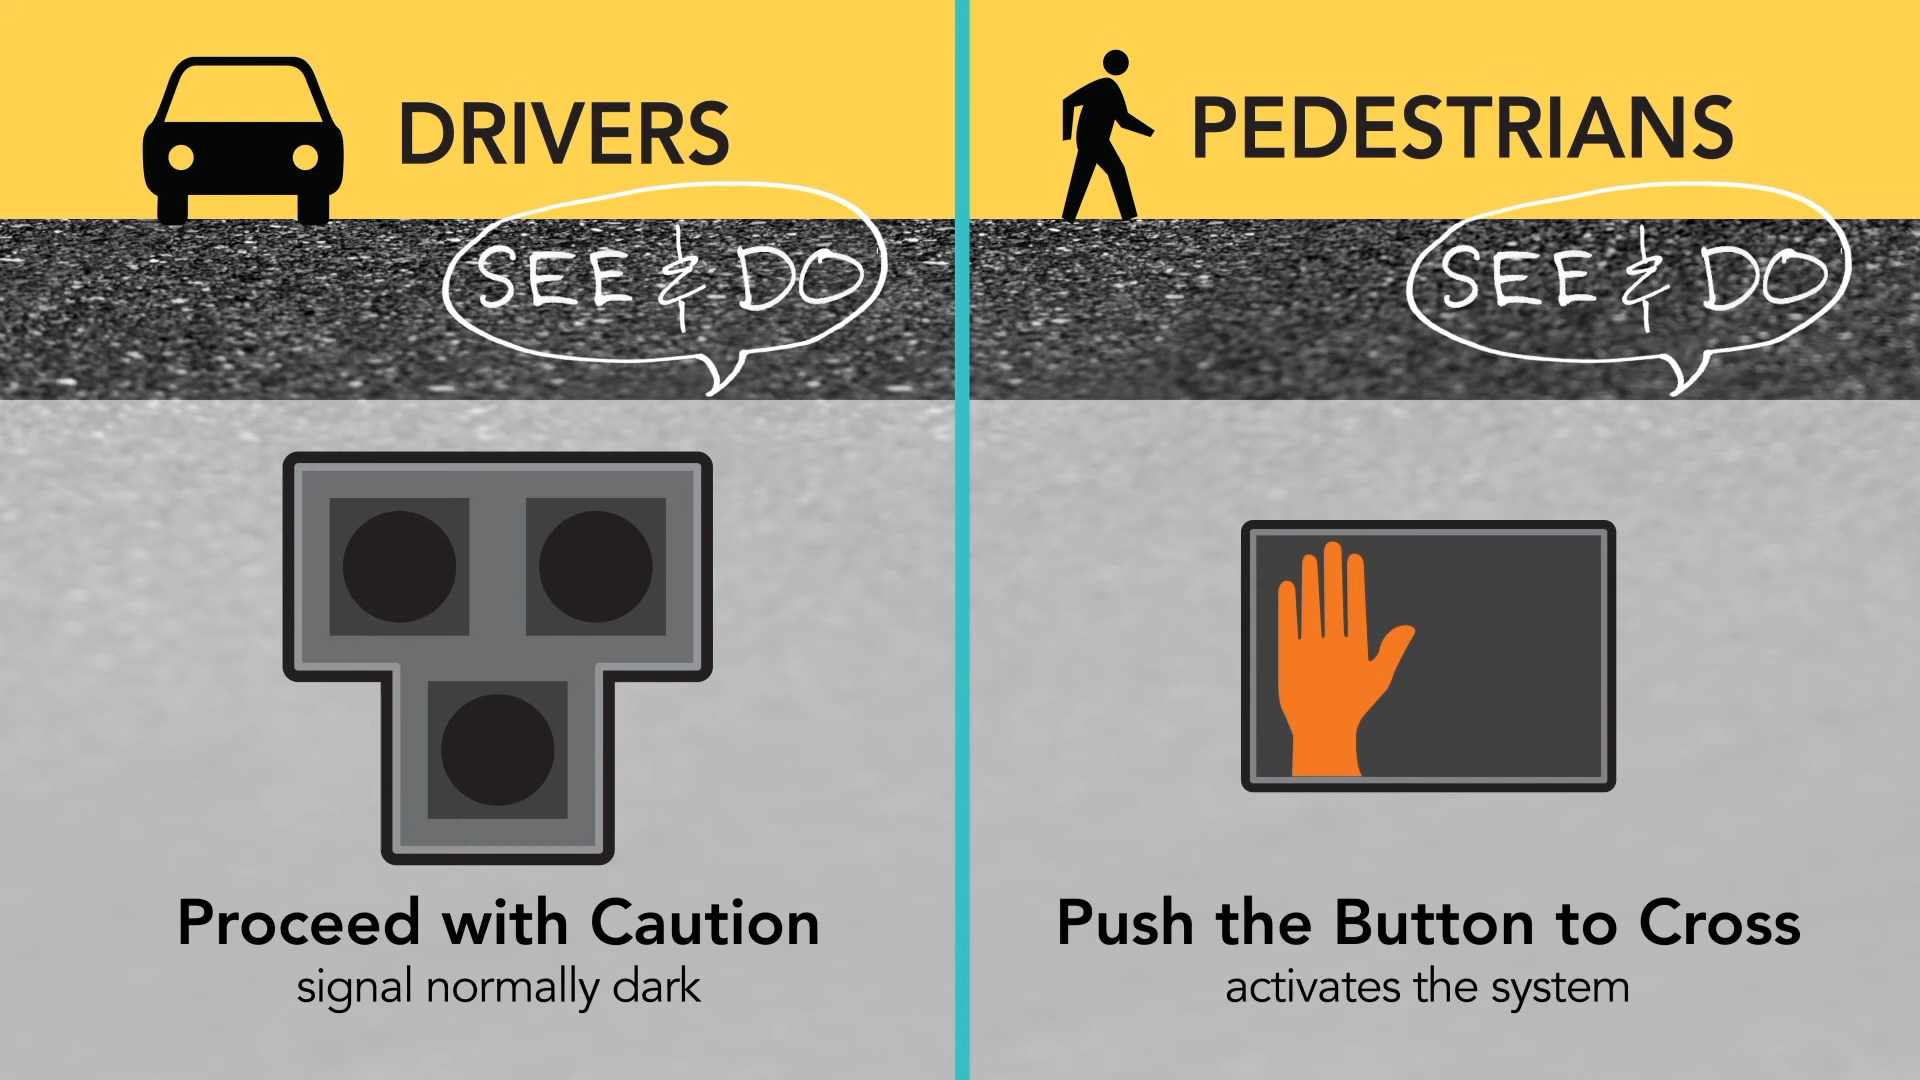 DRIVERS
SEE & DO
Proceed with Caution
signal normally dark
PEDESTRIANS
SEE & DO
Push the Button to Cross
activates the system